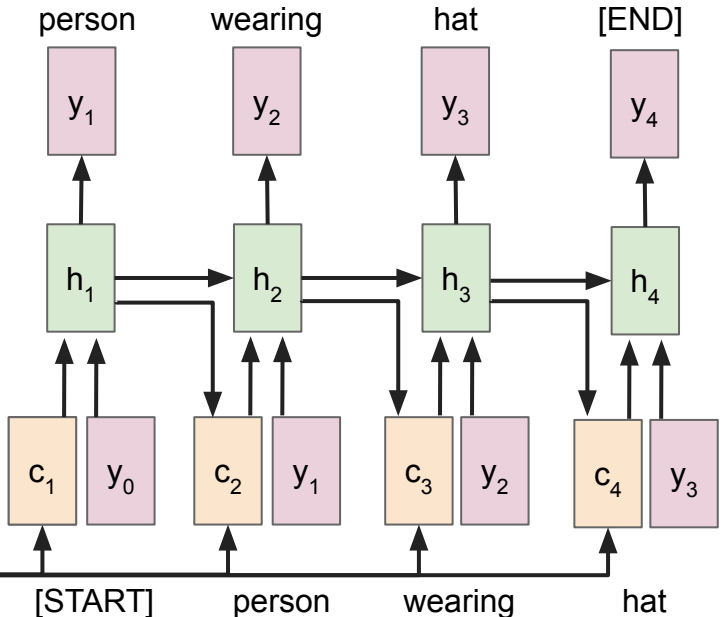 person wearing hat [END]
y1 y2 y3 y4
h1 h2 h3 h4
c1 y0 c2 y1 c3 y2 c4 y3
[START] person wearing hat